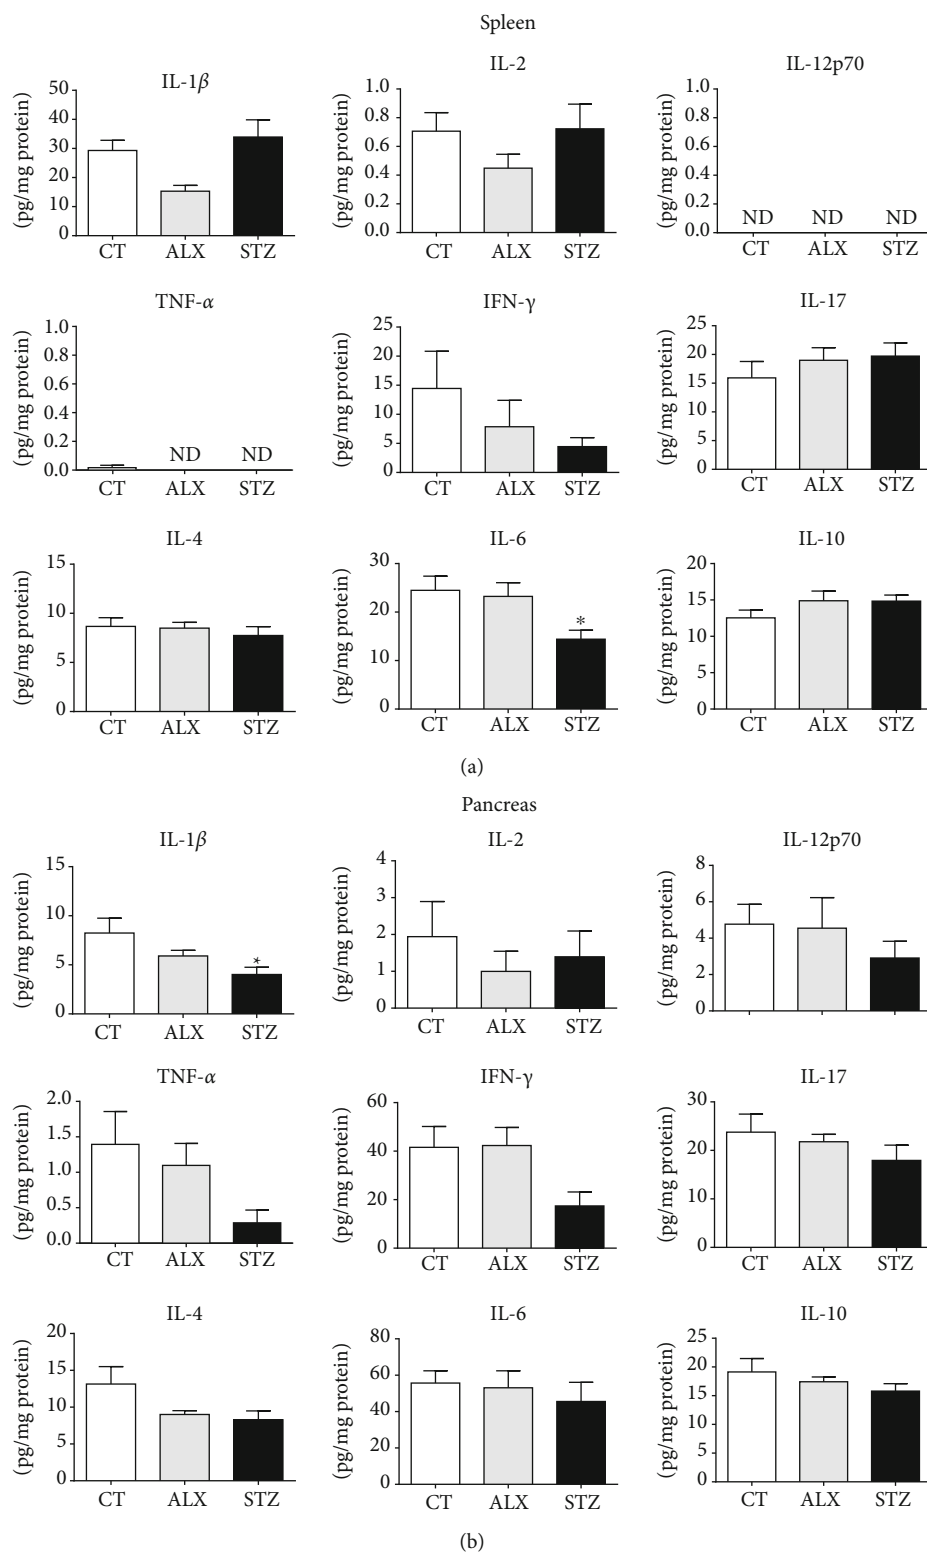 Spleen
IL-1β
(pg/mg protein)
50
40
30
20
10
0
CT ALX STZ
IL-2
(pg/mg protein)
1.0
0.8
0.6
0.4
0.2
0.0
CT ALX STZ
IL-12p70
(pg/mg protein)
1.0
0.8
0.6
0.4
0.2
0.0
ND ND ND
CT ALX STZ
TNF-α
(pg/mg protein)
1.0
0.8
0.6
0.4
0.2
0.0
ND ND
CT ALX STZ
IFN-γ
(pg/mg protein)
25
20
15
10
5
0
CT ALX STZ
IL-17
(pg/mg protein)
25
20
15
10
5
0
CT ALX STZ
IL-4
(pg/mg protein)
15
10
5
0
CT ALX STZ
IL-6
(pg/mg protein)
30
20
10
0
*
CT ALX STZ
IL-10
(pg/mg protein)
20
15
10
5
0
CT ALX STZ
(a)
Pancreas
IL-1β
(pg/mg protein)
15
10
5
0
*
CT ALX STZ
IL-2
(pg/mg protein)
4
3
2
1
0
CT ALX STZ
IL-12p70
(pg/mg protein)
8
6
4
2
0
CT ALX STZ
TNF-α
(pg/mg protein)
2.0
1.5
1.0
0.5
0.0
CT ALX STZ
IFN-γ
(pg/mg protein)
60
40
20
0
CT ALX STZ
IL-17
(pg/mg protein)
30
20
10
0
CT ALX STZ
IL-4
(pg/mg protein)
20
15
10
5
0
CT ALX STZ
IL-6
(pg/mg protein)
80
60
40
20
0
CT ALX STZ
IL-10
(pg/mg protein)
25
20
15
10
5
0
CT ALX STZ
(b)